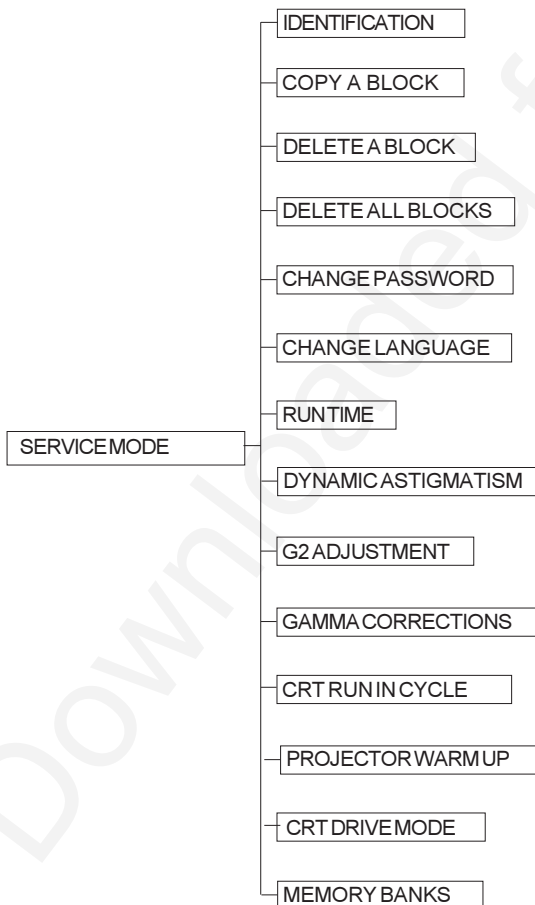 IDENTIFICATION
COPY A BLOCK
DELETE A BLOCK
DELETE ALL BLOCKS
CHANGE PASSWORD
CHANGE LANGUAGE
RUNTIME
SERVICE MODE
DYNAMIC ASTIGMATISM
G2 ADJUSTMENT
GAMMA CORRECTIONS
CRT RUN IN CYCLE
PROJECTOR WARM UP
CRT DRIVE MODE
MEMORY BANKS
Downloaded f